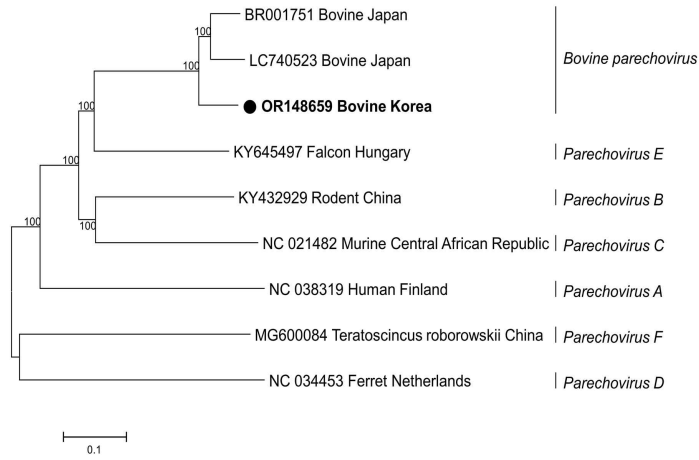 BR001751 Bovine Japan
100
LC740523 Bovine Japan
Bovine parechovirus
100
OR148659 Bovine Korea
100
KY645497 Falcon Hungary
Parechovirus E
100
KY432929 Rodent China
Parechovirus B
100
100
NC 021482 Murine Central African Republic
Parechovirus C
NC 038319 Human Finland
Parechovirus A
MG600084 Teratoscincus roborowskii China
Parechovirus F
NC 034453 Ferret Netherlands
Parechovirus D
0.1